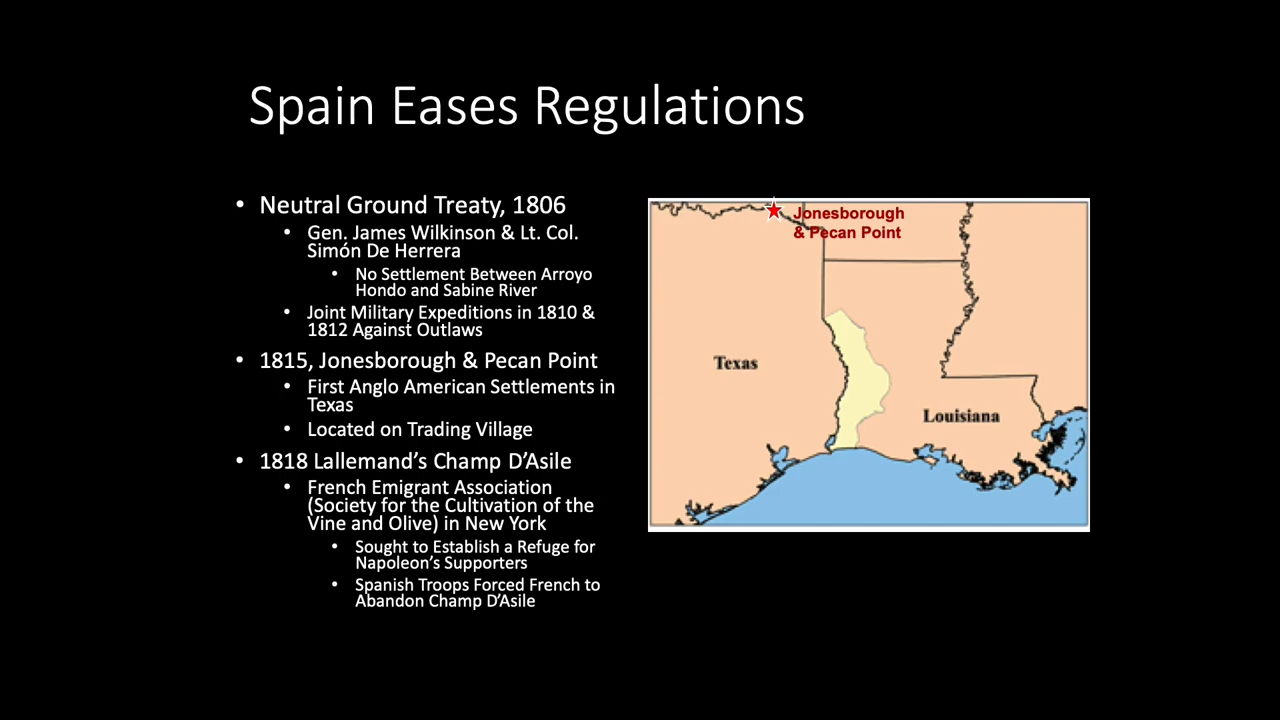 Spain Eases Regulations
• Neutral Ground Treaty, 1806
• Gen. James Wilkinson & Lt. Col.
Simón De Herrera
• No Settlement Between Arroyo
Hondo and Sabine River
• Joint Military Expeditions in 1810 &
1812 Against Outlaws
• 1815, Jonesborough & Pecan Point
• First Anglo American Settlements in
Texas
• Located on Trading Village
• 1818 Lallemand’s Champ D’Asile
• French Emigrant Association
(Society for the Cultivation of the
Vine and Olive) in New York
• Sought to Establish a Refuge for
Napoleon’s Supporters
• Spanish Troops Forced French to
Abandon Champ D’Asile
Jonesborough
& Pecan Point
Texas
Louisiana